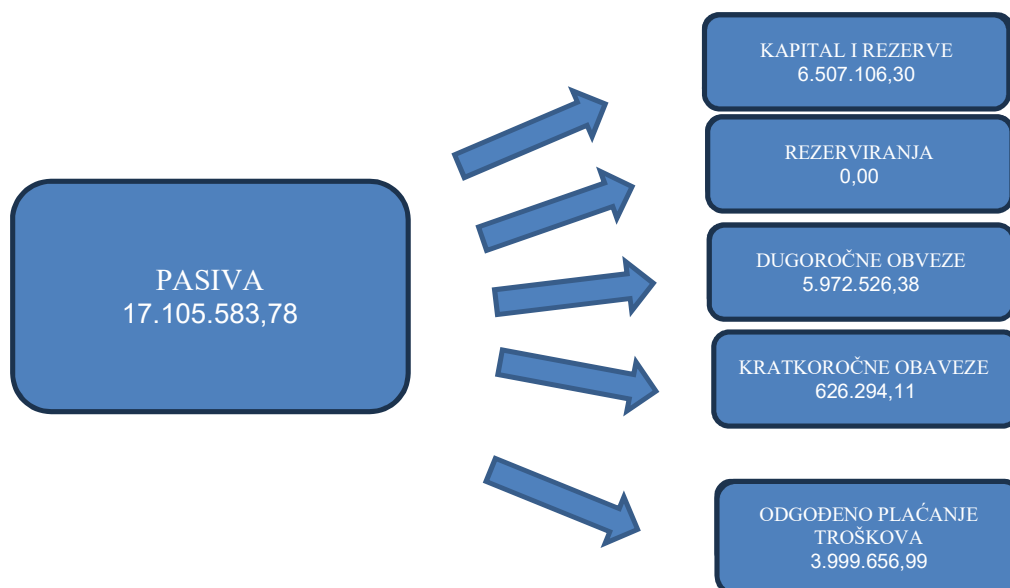 PASIVA
17.105.583,78
KAPITAL I REZERVE
6.507.106,30
REZERVIRANJA
0,00
DUGOROČNE OBVEZE
5.972.526,38
KRATKOROČNE OBAVEZE
626.294,11
ODGOĐENO PLAĆANJE
TROŠKOVA
3.999.656,99